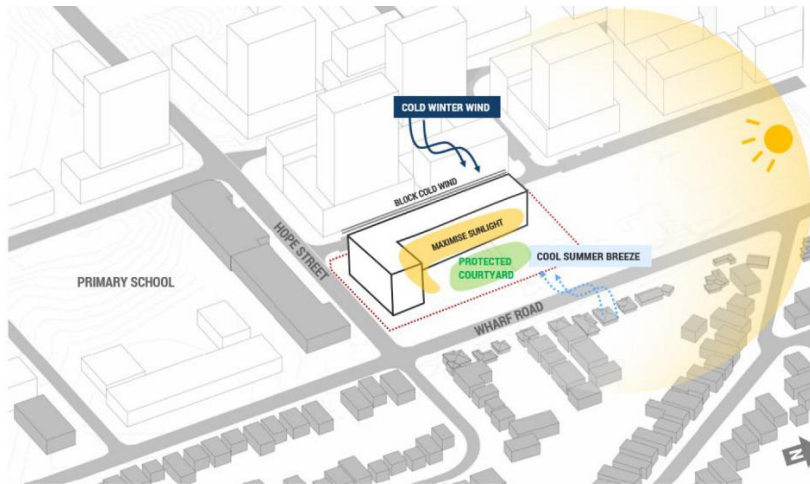 COLD WINTER WIND
BLOCK COLD WIND
HOPE STREET
MAXIMISE SUNLIGHT
PRIMARY SCHOOL
PROTECTED
COURTYARD
COOL SUMMER BREEZE
WHARF ROAD
N